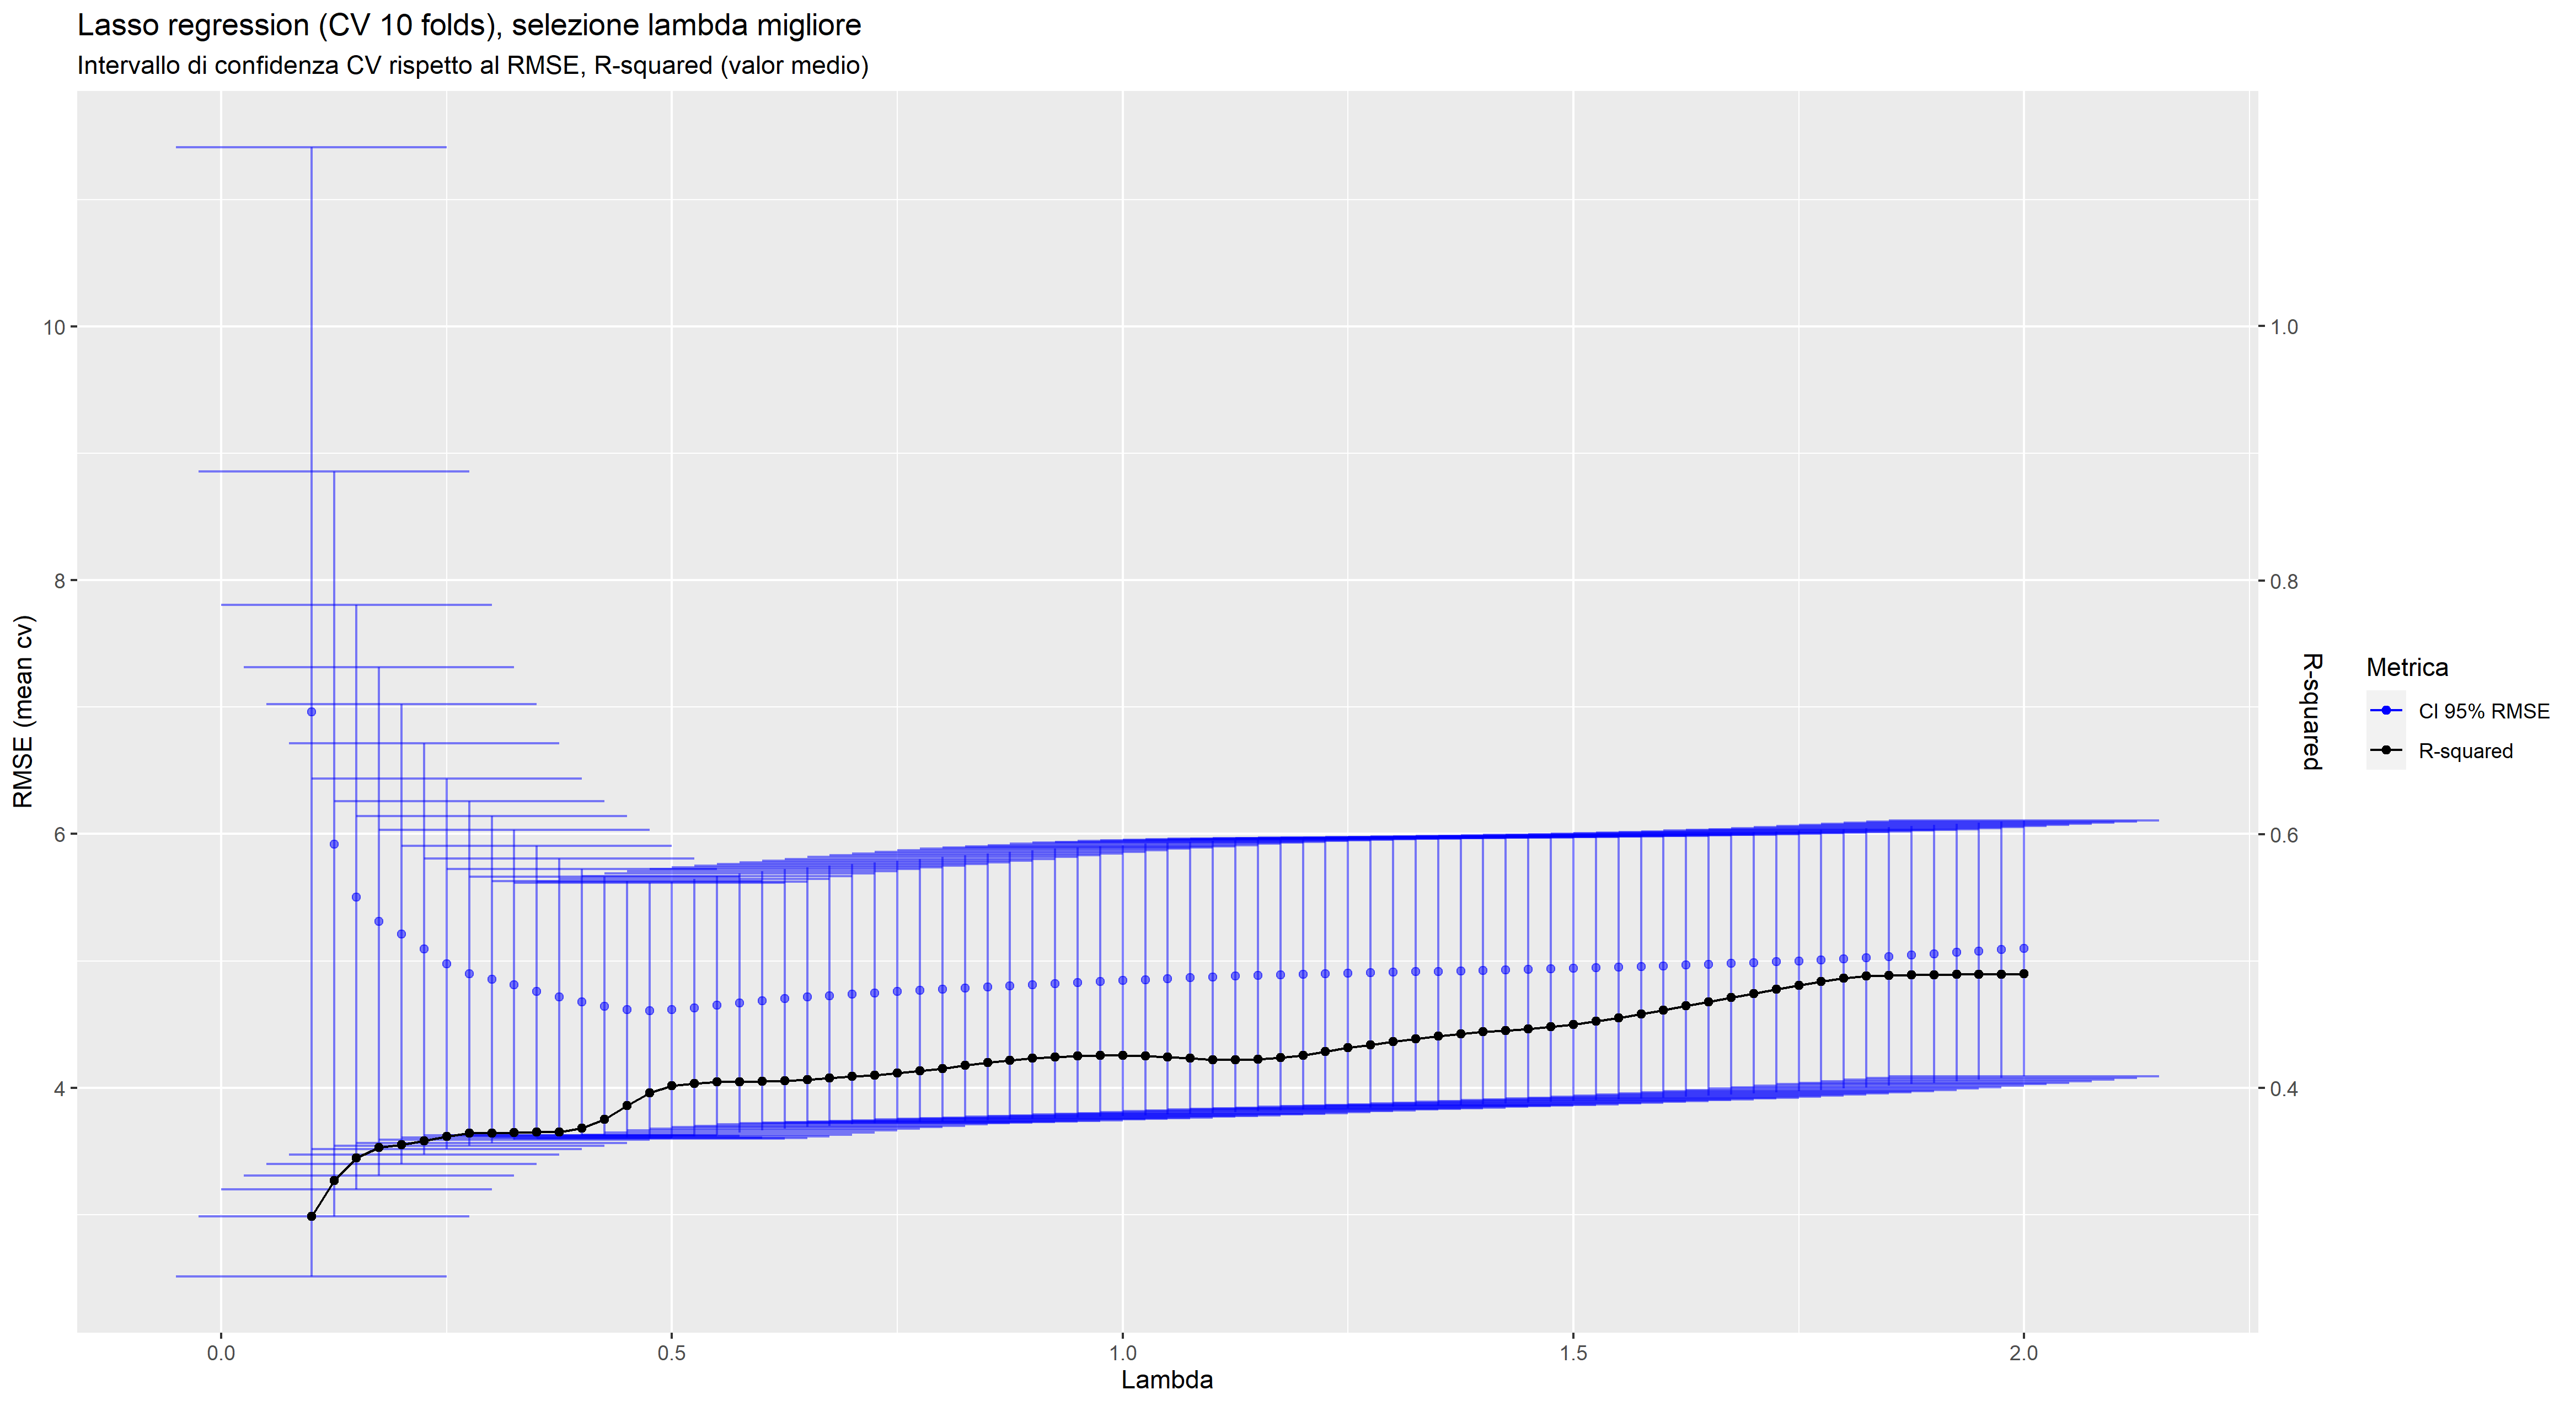 Lasso regression (CV 10 folds), selezione lambda migliore
Intervallo di confidenza CV rispetto al RMSE, R-squared (valor medio)
RMSE (mean cv)
10
8
6
4
1.0
0.8
0.6
0.4
R-squared
Metrica
CI 95% RMSE
R-squared
0.0
0.5
1.0
1.5
2.0
Lambda